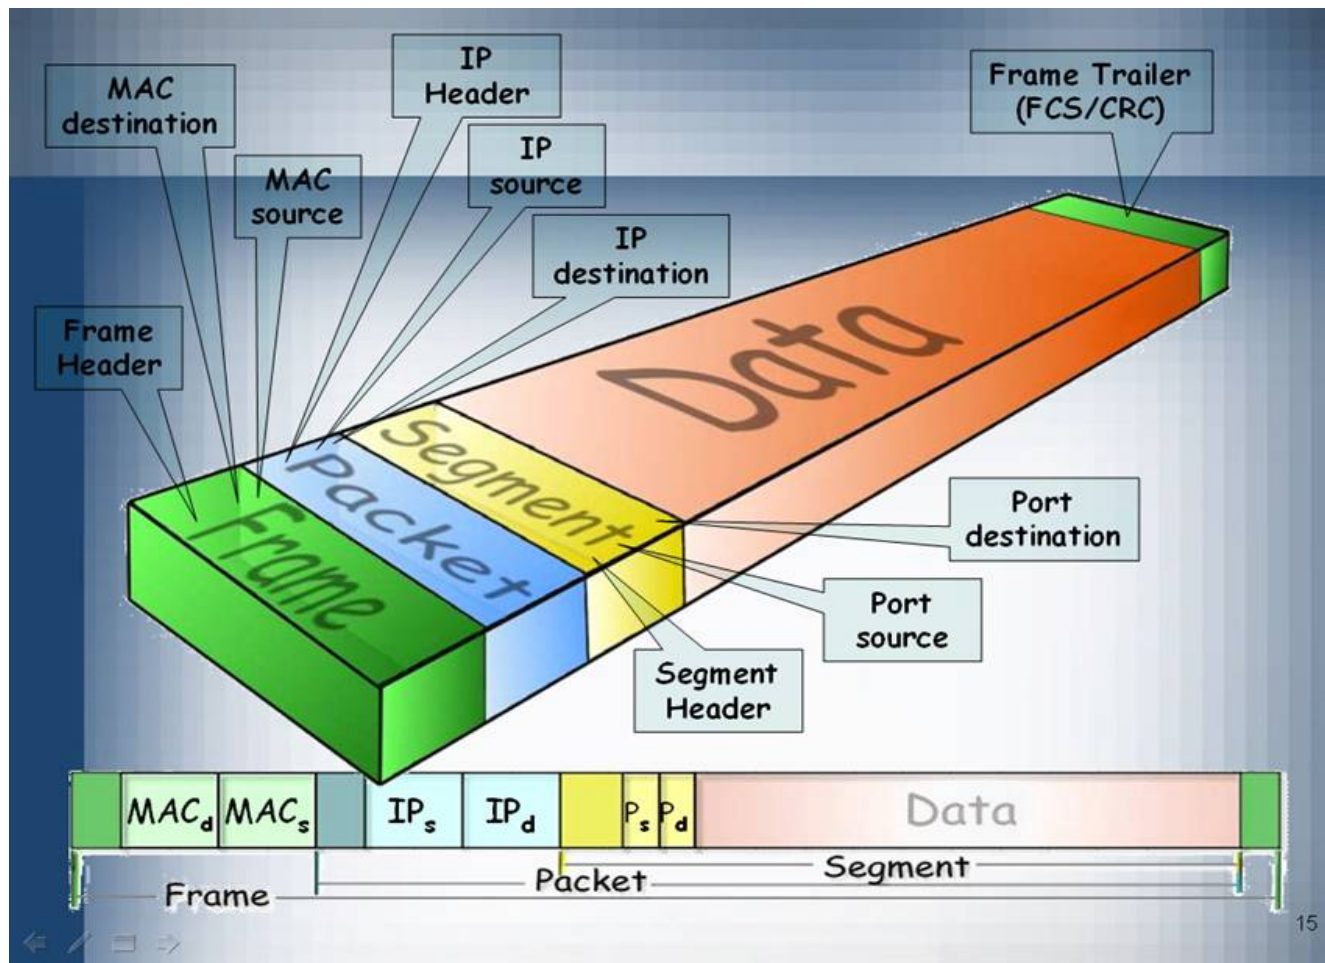 IP
Header
Frame Trailer
(FCS/CRC)
MAC
destination
IP
source
MAC
source
IP
destination
Frame
Header
Data
Segment
Packet
Frame
Port
destination
Port
source
Segment
Header
MACd MACs IPs IPd Ps Pd Data
Segment
Packet
Frame
15